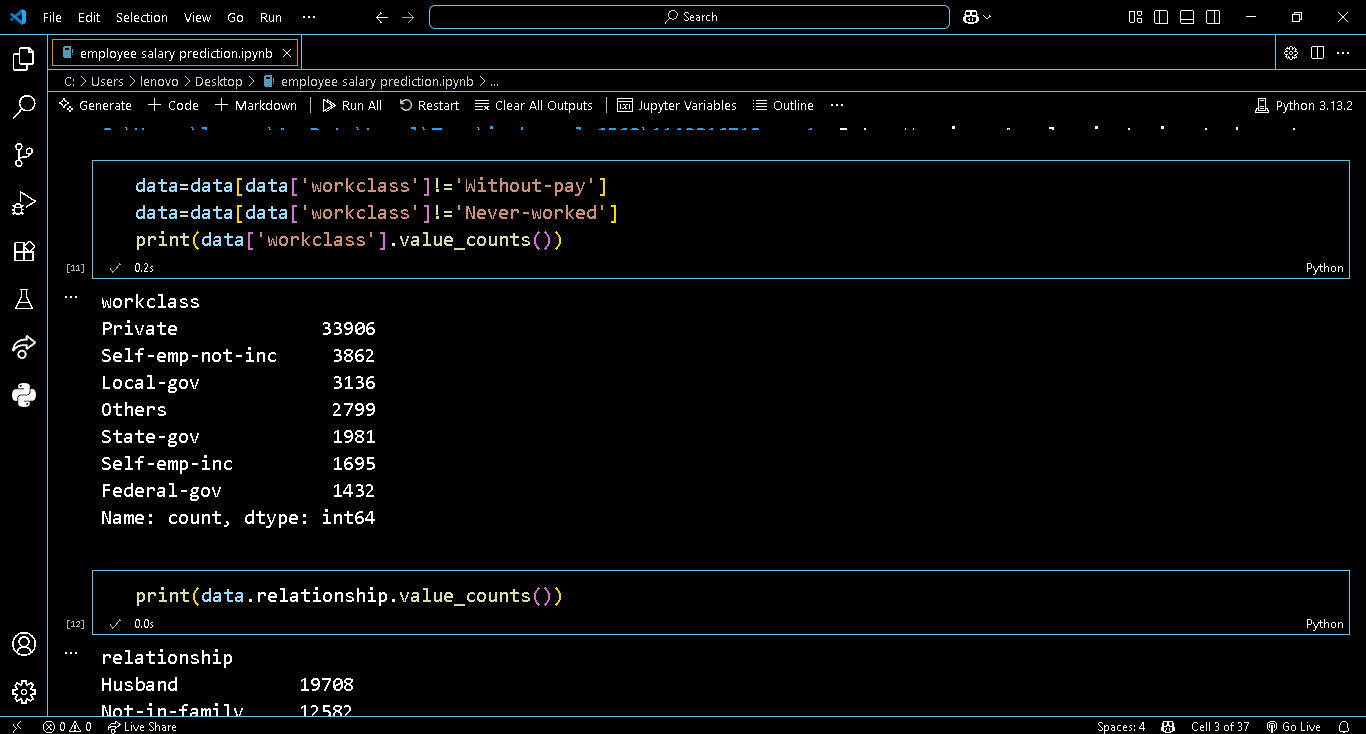 File Edit Selection View Go Run ··· Search
employee salary prediction.ipynb
C: > Users > lenovo > Desktop > employee salary prediction.ipynb > ...
Generate + Code + Markdown Run All Restart Clear All Outputs Jupyter Variables Outline ··· Python 3.13.2
data=data[data['workclass']!='Without-pay']
data=data[data['workclass']!='Never-worked']
print(data['workclass'].value_counts())
[11] 0.2s Python
workclass
Private 33906
Self-emp-not-inc 3862
Local-gov 3136
Others 2799
State-gov 1981
Self-emp-inc 1695
Federal-gov 1432
Name: count, dtype: int64
print(data.relationship.value_counts())
[12] 0.0s Python
relationship
Husband 19708
Not-in-family 12582
0 0 Live Share Spaces: 4 Cell 3 of 37 Go Live